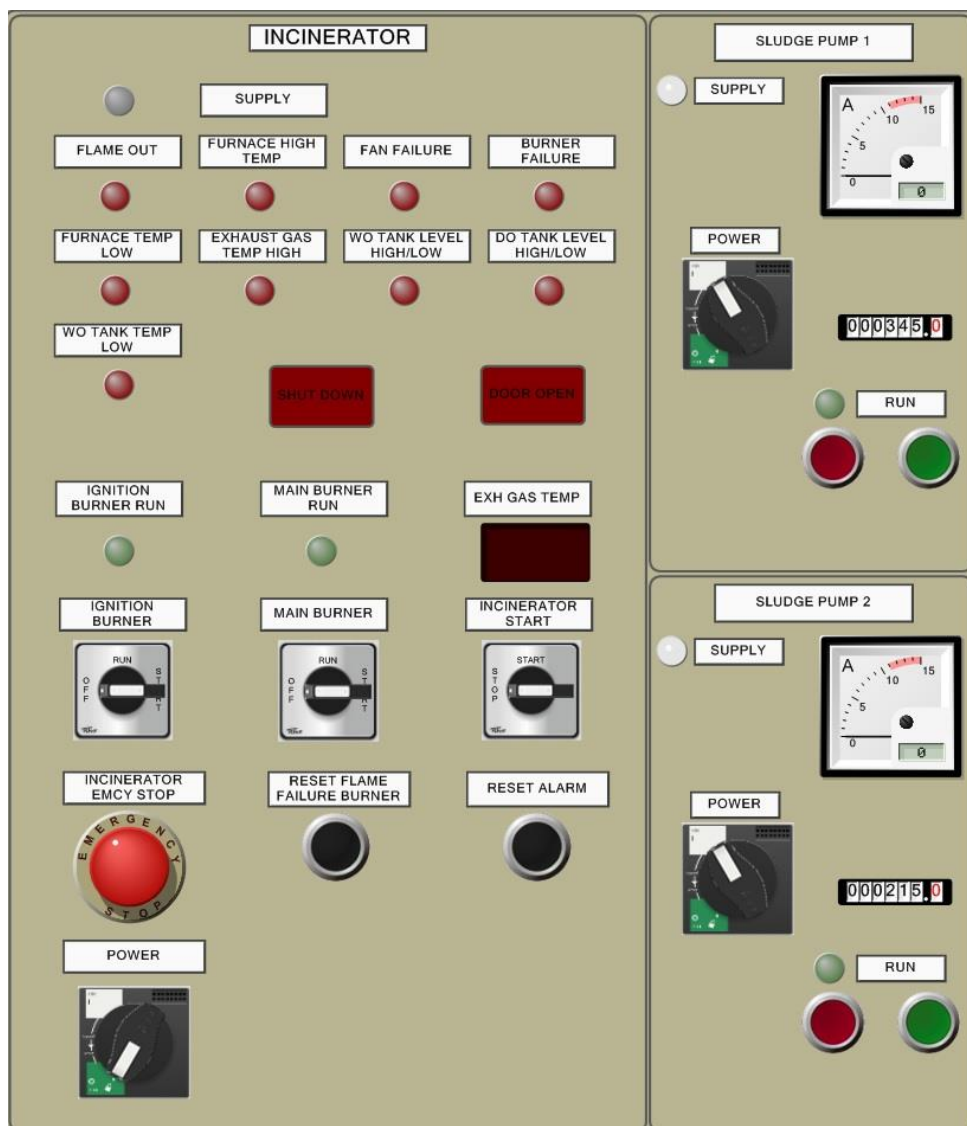 INCINERATOR
SUPPLY
FLAME OUT
FURNACE HIGH
TEMP
FAN FAILURE
BURNER
FAILURE
FURNACE TEMP
LOW
EXHAUST GAS
TEMP HIGH
WO TANK LEVEL
HIGH/LOW
DO TANK LEVEL
HIGH/LOW
WO TANK TEMP
LOW
SHUT DOWN
DOOR OPEN
IGNITION
BURNER RUN
MAIN BURNER
RUN
EXH GAS TEMP
IGNITION
BURNER
MAIN BURNER
INCINERATOR
START
OFF
RUN
START
OFF
RUN
START
STOP
START
INCINERATOR
EMCY STOP
RESET FLAME
FAILURE BURNER
RESET ALARM
EMERGENCY
STOP
POWER
I
SLUDGE PUMP 1
SUPPLY
A
0
5
10
15
0
POWER
I
000345.0
RUN
SLUDGE PUMP 2
SUPPLY
A
0
5
10
15
0
POWER
I
000215.0
RUN